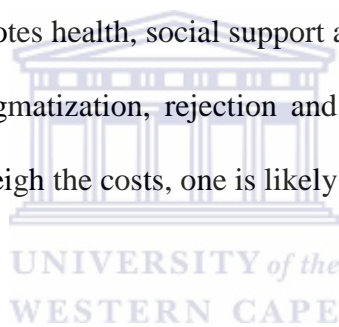 otes health, social support a
gmatization, rejection and
eigh the costs, one is likely
UNIVERSITY of the
WESTERN CAPE